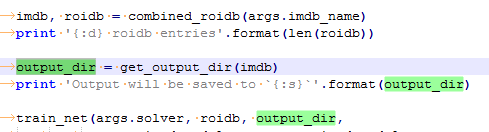 imdb, roidb = combined_roidb(args.imdb_name)
print '{:d} roidb entries'.format(len(roidb))
output_dir = get_output_dir(imdb)
print 'Output will be saved to `{:s}`'.format(output_dir)
train_net(args.solver, roidb, output_dir,